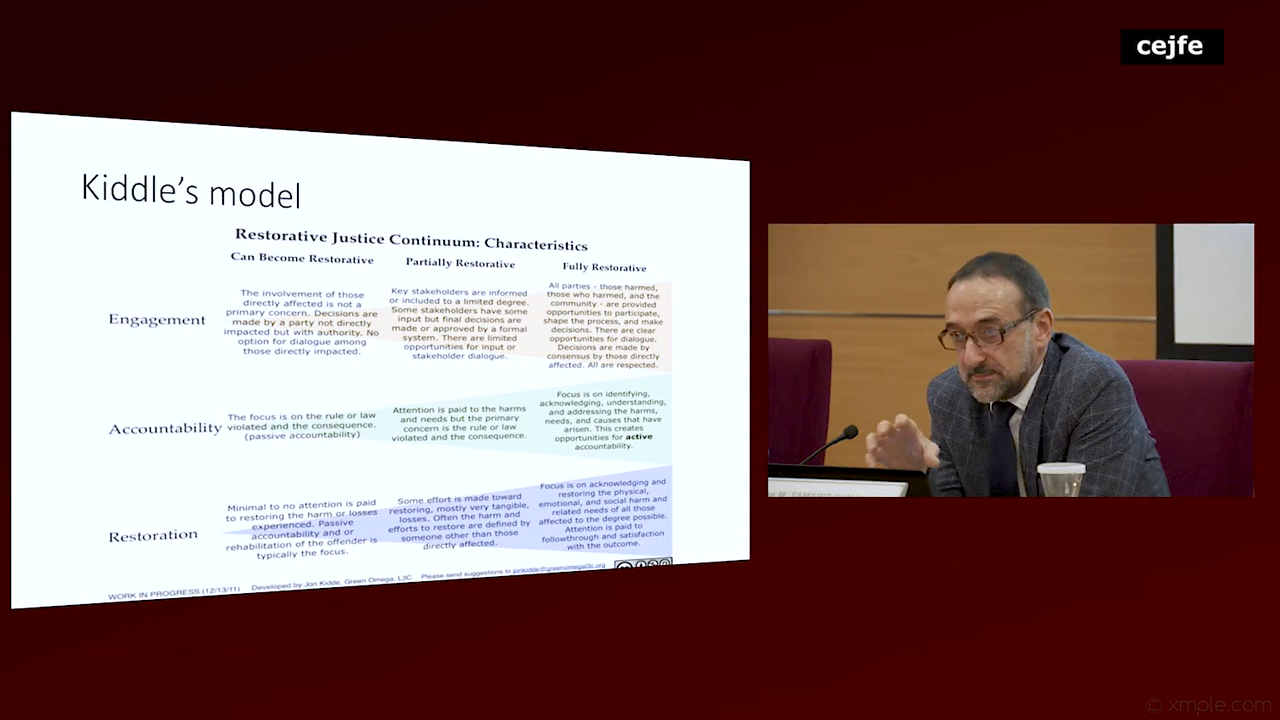 cejfe
Kiddle's model
Restorative Justice Continuum: Characteristics
Can Become Restorative
Partially Restorative
Fully Restorative
Engagement
The involvement of those
directly affected is not a
primary concern. Decisions are
made by a party not directly
impacted but with authority. No
option for dialogue among
those directly impacted.
Key stakeholders are informed
or included to a limited degree.
Some stakeholders have some
input but final decisions are
made or approved by a formal
system. There are limited
opportunities for input or
stakeholder dialogue.
All parties - those harmed,
those who harmed, and the
community - are provided
opportunities to participate,
shape the process, and make
decisions. There are clear
opportunities for dialogue.
Decisions are made by
consensus by those directly
affected. All are respected.
Accountability
The focus is on the rule or law
violated and the consequence.
(passive accountability)
Attention is paid to the harms
and needs but the primary
concern is the rule or law
violated and the consequence.
Focus is on identifying,
acknowledging, understanding,
and addressing the harms,
needs, and causes that have
arisen. This creates
opportunities for active
accountability.
Restoration
Minimal to no attention is paid
to restoring the harm or losses
experienced. Passive
accountability and or
rehabilitation of the offender is
typically the focus.
Some effort is made toward
restoring, mostly very tangible,
losses. Often the harm and
efforts to restore are defined by
someone other than those
directly affected.
Focus is on acknowledging and
restoring the physical,
emotional, and social harm and
related needs of all those
affected to the degree possible.
Attention is paid to
followthrough and satisfaction
with the outcome.
WORK IN PROGRESS (12/13/11) Developed by Jon Kidde, Green Omega, L3C Please send suggestions to jonkidde@greenomegal3c.org
© xmple.com